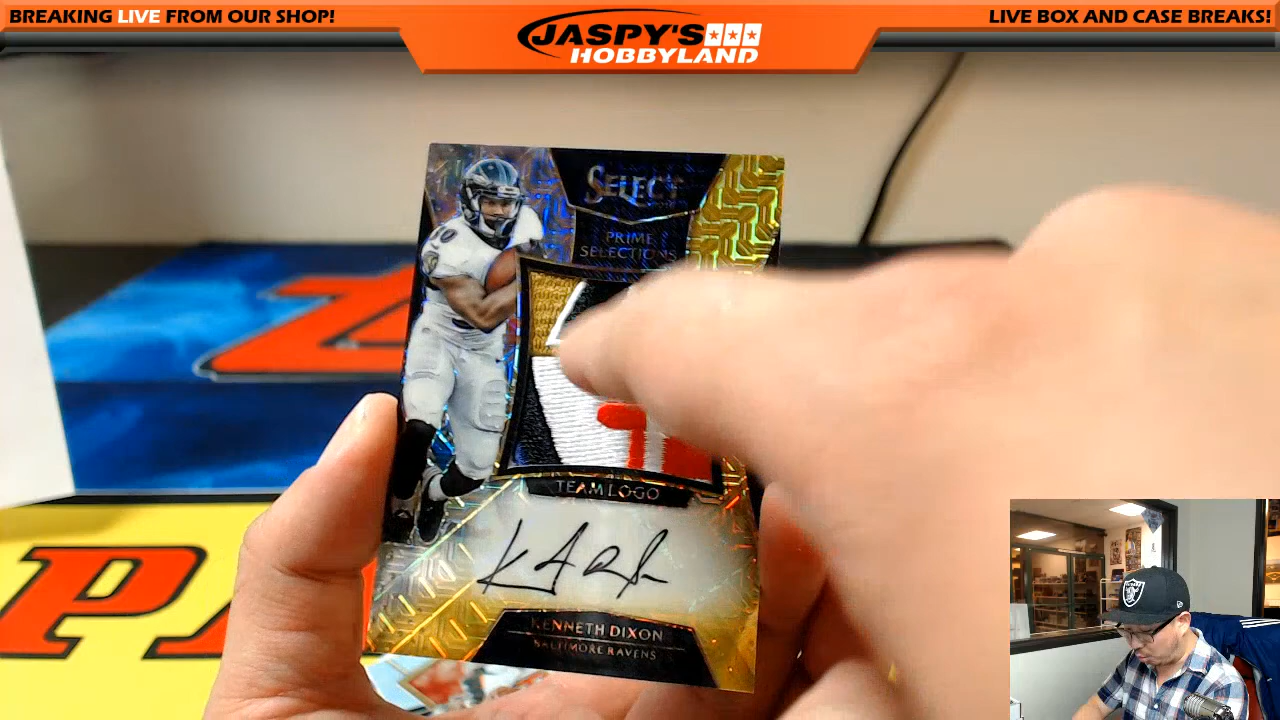 BREAKING LIVE FROM OUR SHOP!
JASPY'S
HOBBYLAND
LIVE BOX AND CASE BREAKS!
SELECT
PRIME
SELECTIONS
TEAM LOGO
KENNETH DIXON
BALTIMORE RAVENS